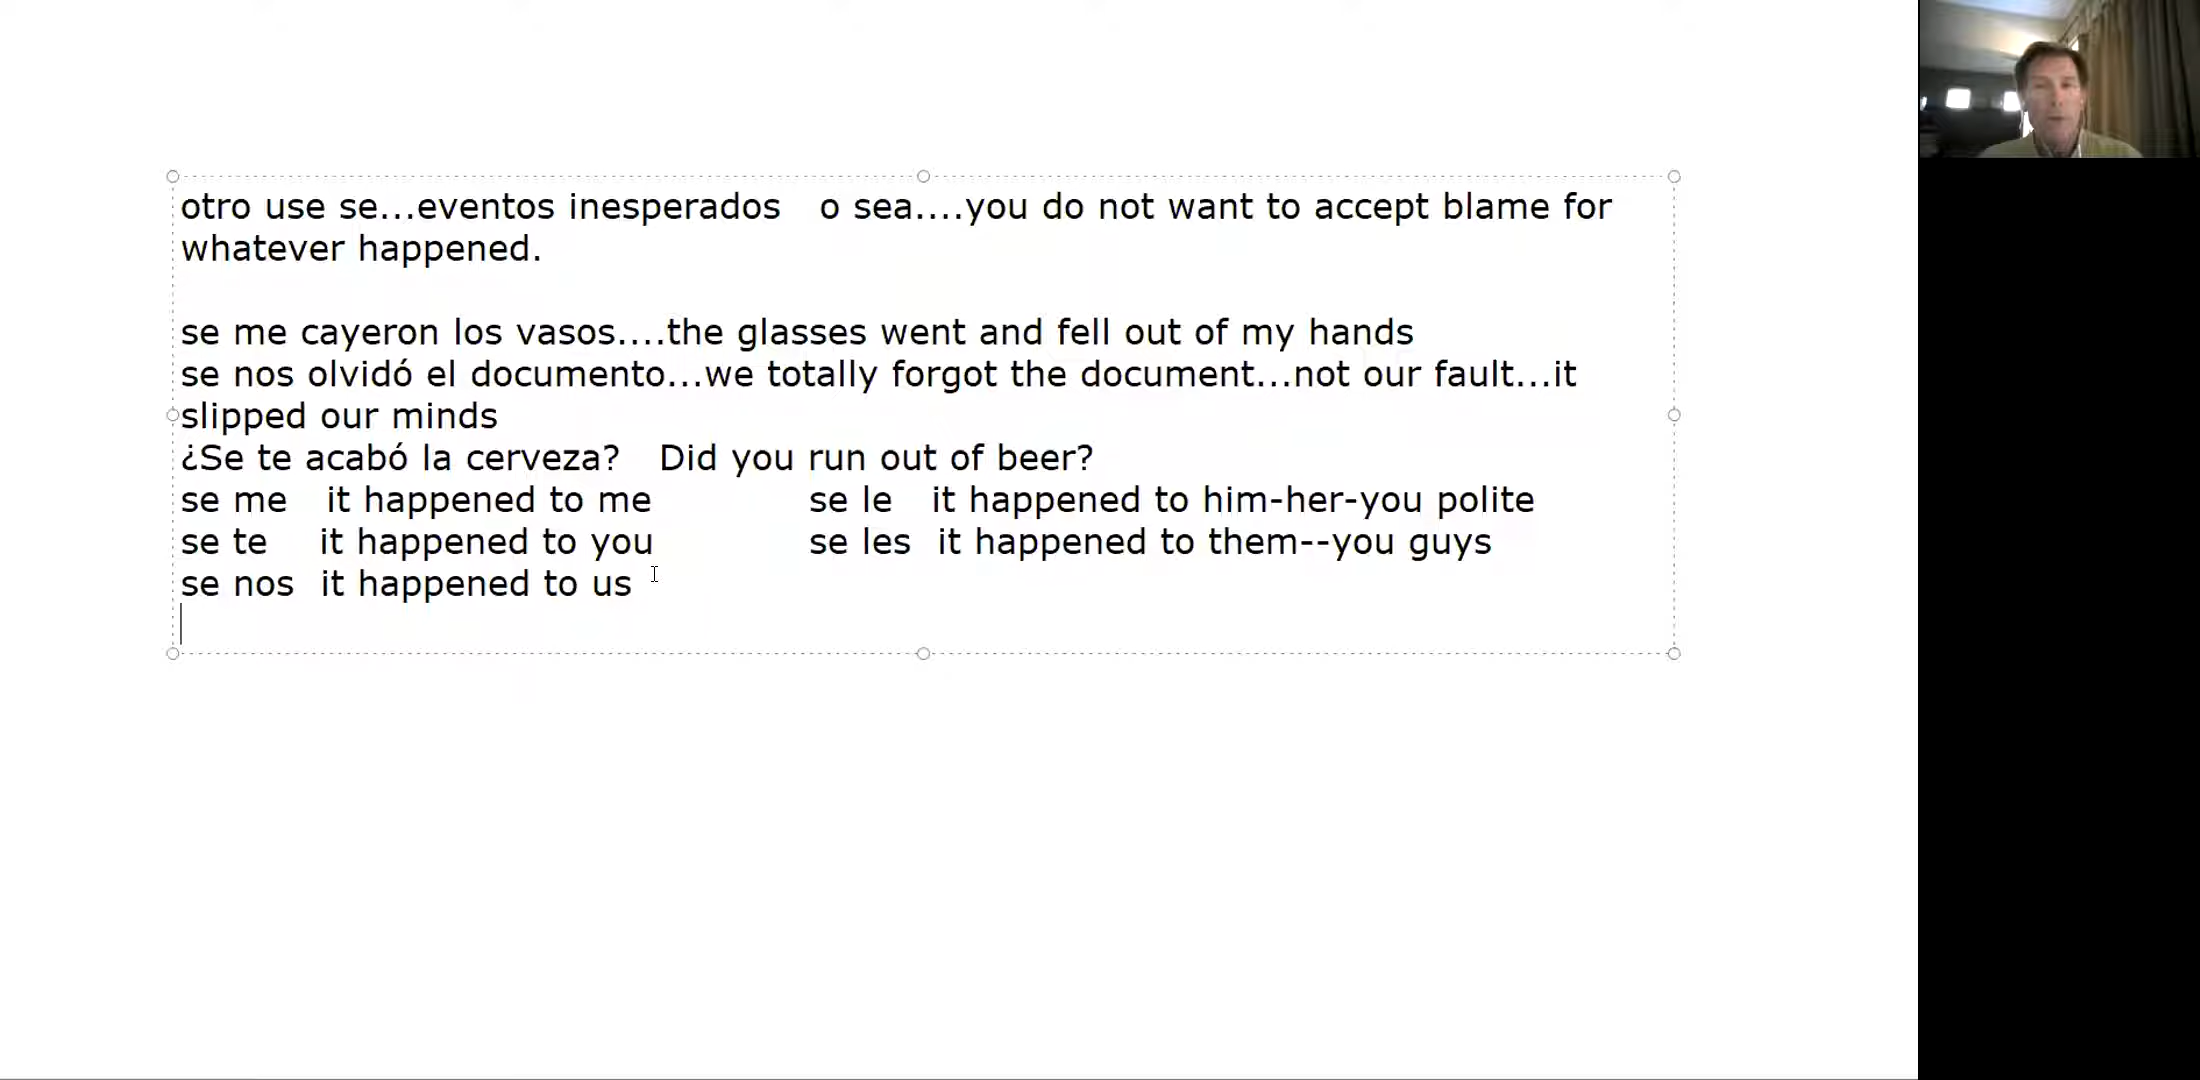 otro use se...eventos inesperados o sea....you do not want to accept blame for
whatever happened.
se me cayeron los vasos....the glasses went and fell out of my hands
se nos olvidó el documento...we totally forgot the document...not our fault...it
slipped our minds
¿Se te acabó la cerveza? Did you run out of beer?
se me it happened to me se le it happened to him-her-you polite
se te it happened to you se les it happened to them--you guys
se nos it happened to us